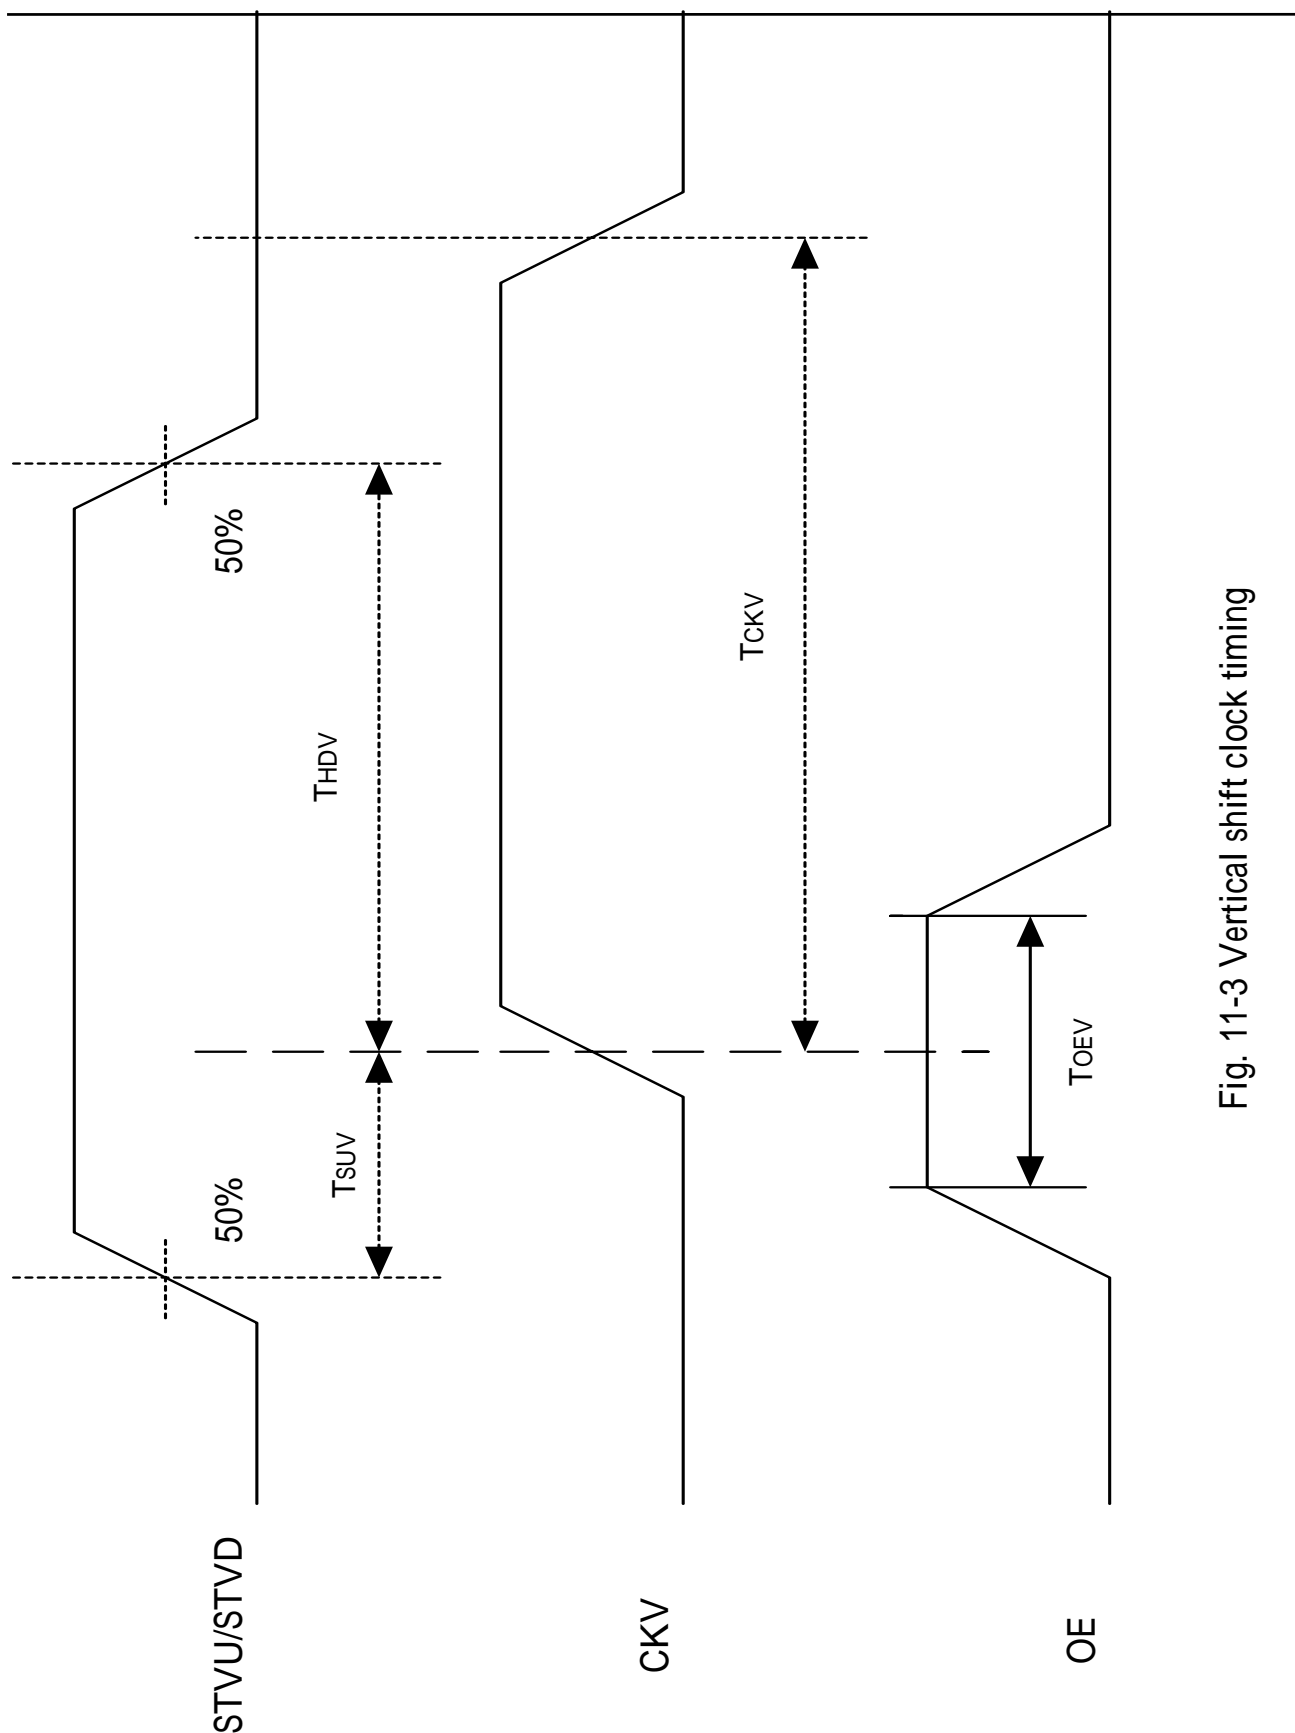 STVU/STVD
50%
50%
TSUV
THDV
CKV
TCKV
OE
TOEV
Fig. 11-3 Vertical shift clock timing